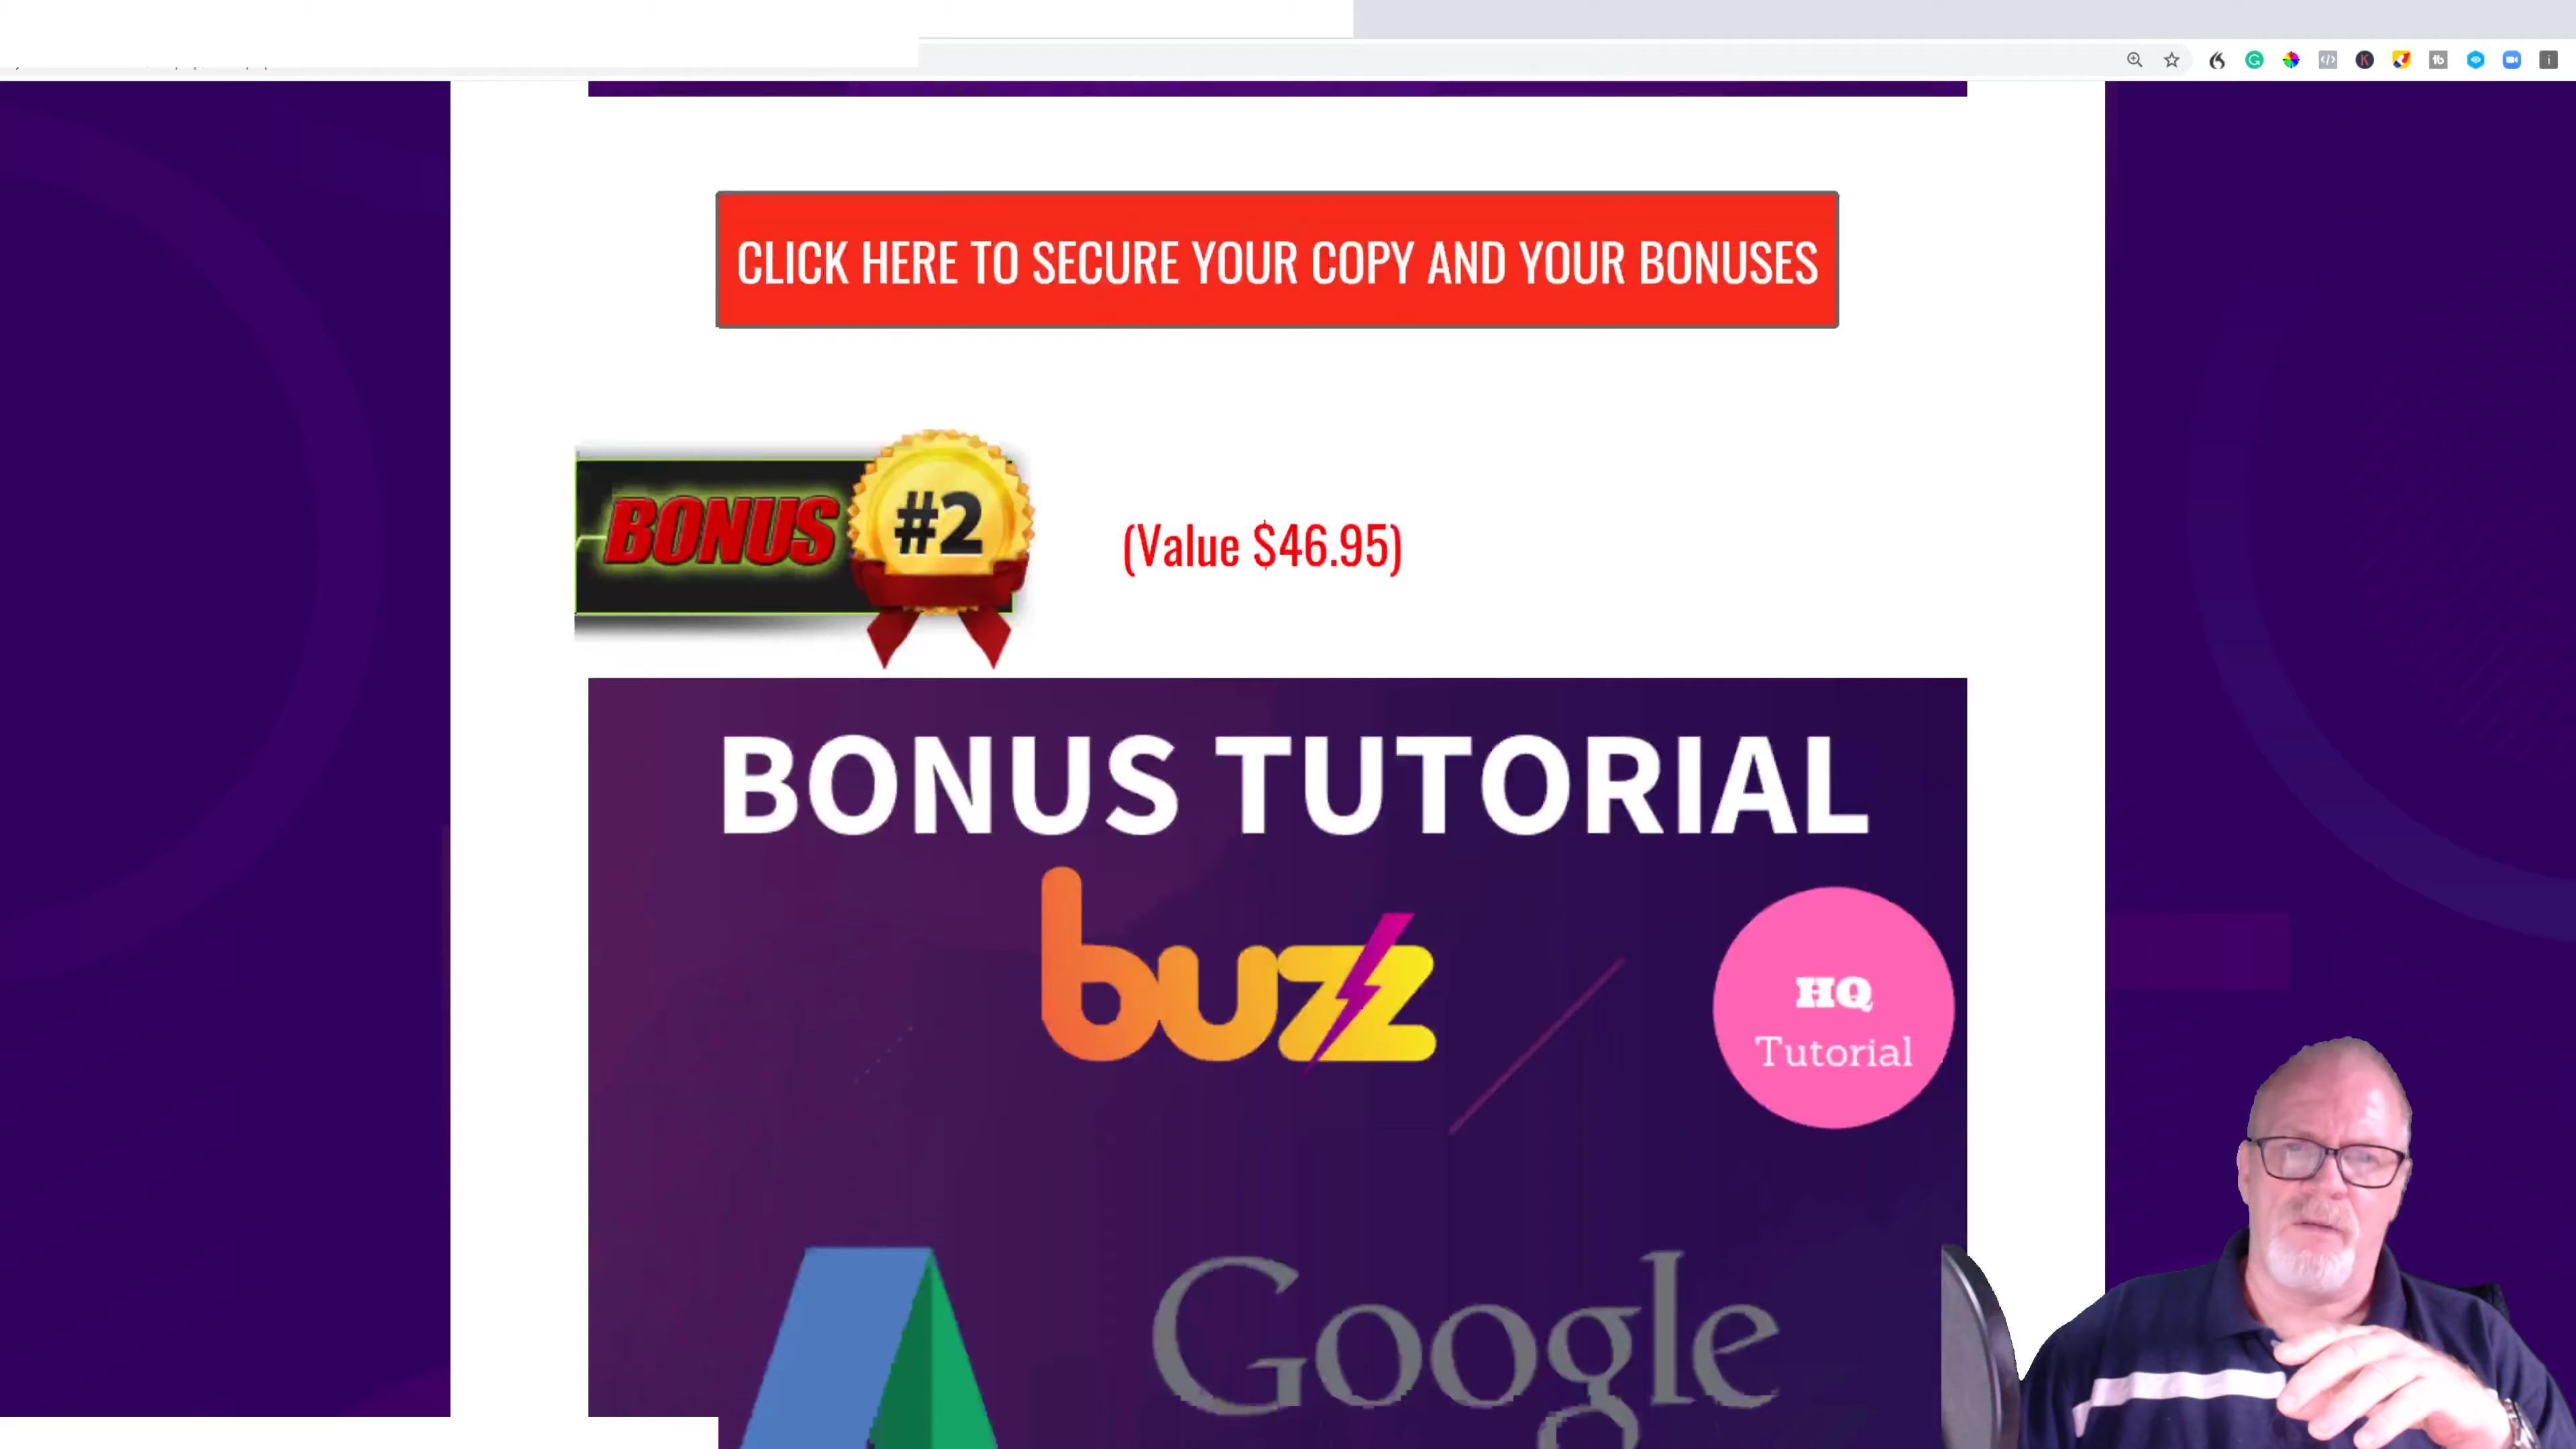 CLICK HERE TO SECURE YOUR COPY AND YOUR BONUSES
BONUS #2
(Value $46.95)
BONUS TUTORIAL
buzz
HQ
Tutorial
Google